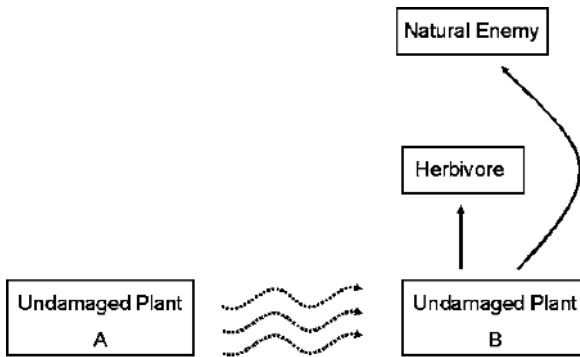 Natural Enemy
Herbivore
Undamaged Plant
A
Undamaged Plant
B